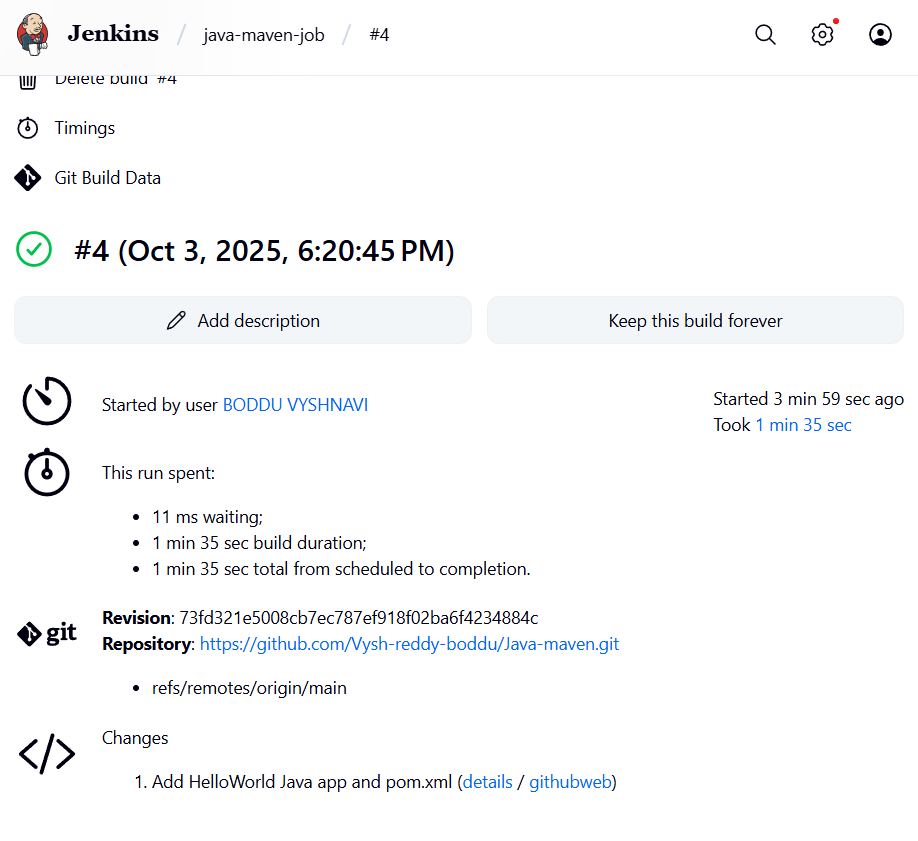 Jenkins / java-maven-job / #4
Delete build '#4'
Timings
Git Build Data
#4 (Oct 3, 2025, 6:20:45 PM)
Add description
Keep this build forever
Started by user BODDU VYSHNAVI
Started 3 min 59 sec ago
Took 1 min 35 sec
This run spent:
• 11 ms waiting;
• 1 min 35 sec build duration;
• 1 min 35 sec total from scheduled to completion.
git
Revision: 73fd321e5008cb7ec787ef918f02ba6f4234884c
Repository: https://github.com/Vysh-reddy-boddu/Java-maven.git
• refs/remotes/origin/main
Changes
1. Add HelloWorld Java app and pom.xml (details / githubweb)